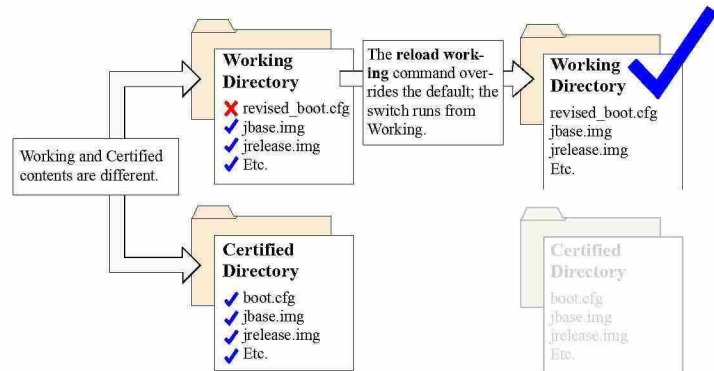 Working and Certified
contents are different.
Working
Directory
revised_boot.cfg
jbase.img
jrelease.img
Etc.
The reload work-
ing command over-
rides the default; the
switch runs from
Working.
Working
Directory
revised_boot.cfg
jbase.img
jrelease.img
Etc.
Certified
Directory
boot.cfg
jbase.img
jrelease.img
Etc.
Certified
Directory
boot.cfg
jbase.img
jrelease.img
Etc.